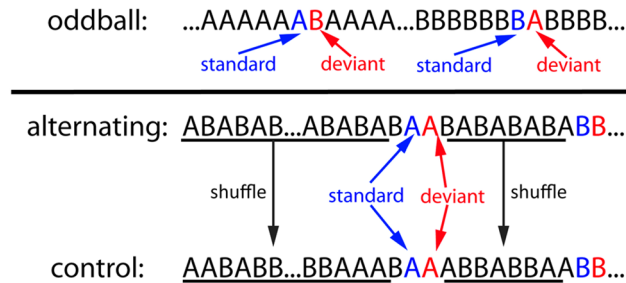 oddball: ...AAAAAABAAAA...BBBBBBBABBBB...
standard deviant standard deviant
alternating: ABABAB...ABABABAABABABABABB...
shuffle standard deviant shuffle
control: AABABB...BBAAABAAABBABBAABB...